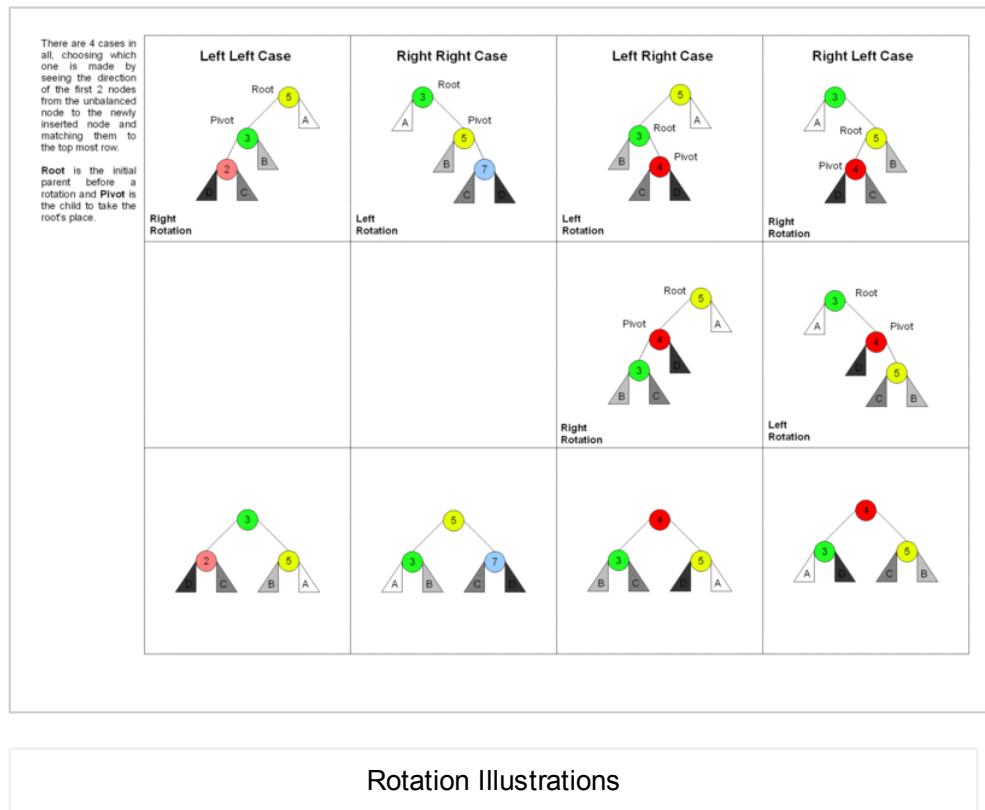 There are 4 cases in
all, choosing which
one is made by
seeing the direction
of the first 2 nodes
from the unbalanced
node to the newly
inserted node and
matching them to
the top most row.
Root is the initial
parent before a
rotation and Pivot is
the child to take the
root's place.
Left Left Case
Root
5
A
Pivot
3
B
2
D
C
Right
Rotation
Right Right Case
3
Root
A
Pivot
5
B
7
C
D
Left
Rotation
Left Right Case
5
A
3
Root
B
Pivot
4
C
D
Left
Rotation
Right Left Case
3
A
Root
5
Pivot
4
B
D
C
Right
Rotation
Root
5
A
Pivot
4
D
3
B
C
Right
Rotation
3
Root
A
Pivot
4
D
5
C
B
Left
Rotation
3
2
5
D
C
B
A
5
3
7
A
B
C
D
4
3
5
B
C
D
A
4
3
5
A
D
C
B
Rotation Illustrations